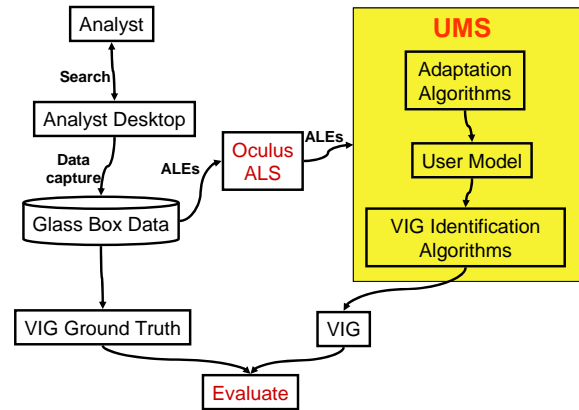 Analyst
Search
Analyst Desktop
Data
capture
Glass Box Data
ALEs
Oculus
ALS
ALEs
UMS
Adaptation
Algorithms
User Model
VIG Identification
Algorithms
VIG Ground Truth
VIG
Evaluate